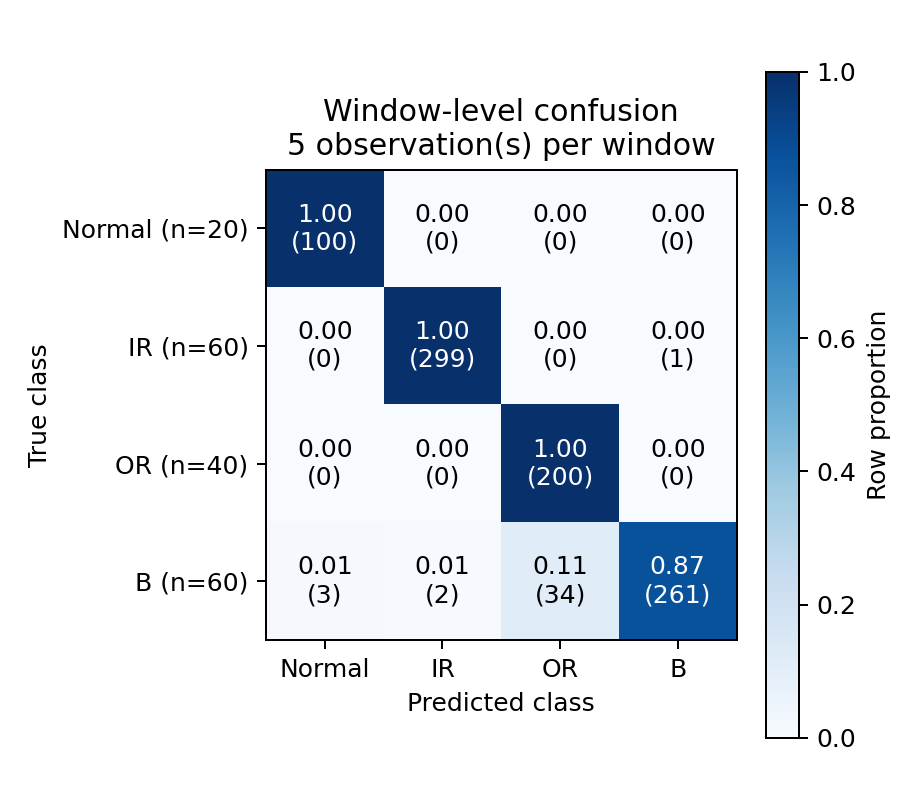 Window-level confusion
5 observation(s) per window
True class
Normal (n=20)
1.00 0.00 0.00 0.00
(100) (0) (0) (0)
IR (n=60)
0.00 1.00 0.00 0.00
(0) (299) (0) (1)
OR (n=40)
0.00 0.00 1.00 0.00
(0) (0) (200) (0)
B (n=60)
0.01 0.01 0.11 0.87
(3) (2) (34) (261)
Normal IR OR B
Predicted class
1.0
0.8
0.6
0.4
0.2
0.0
Row proportion